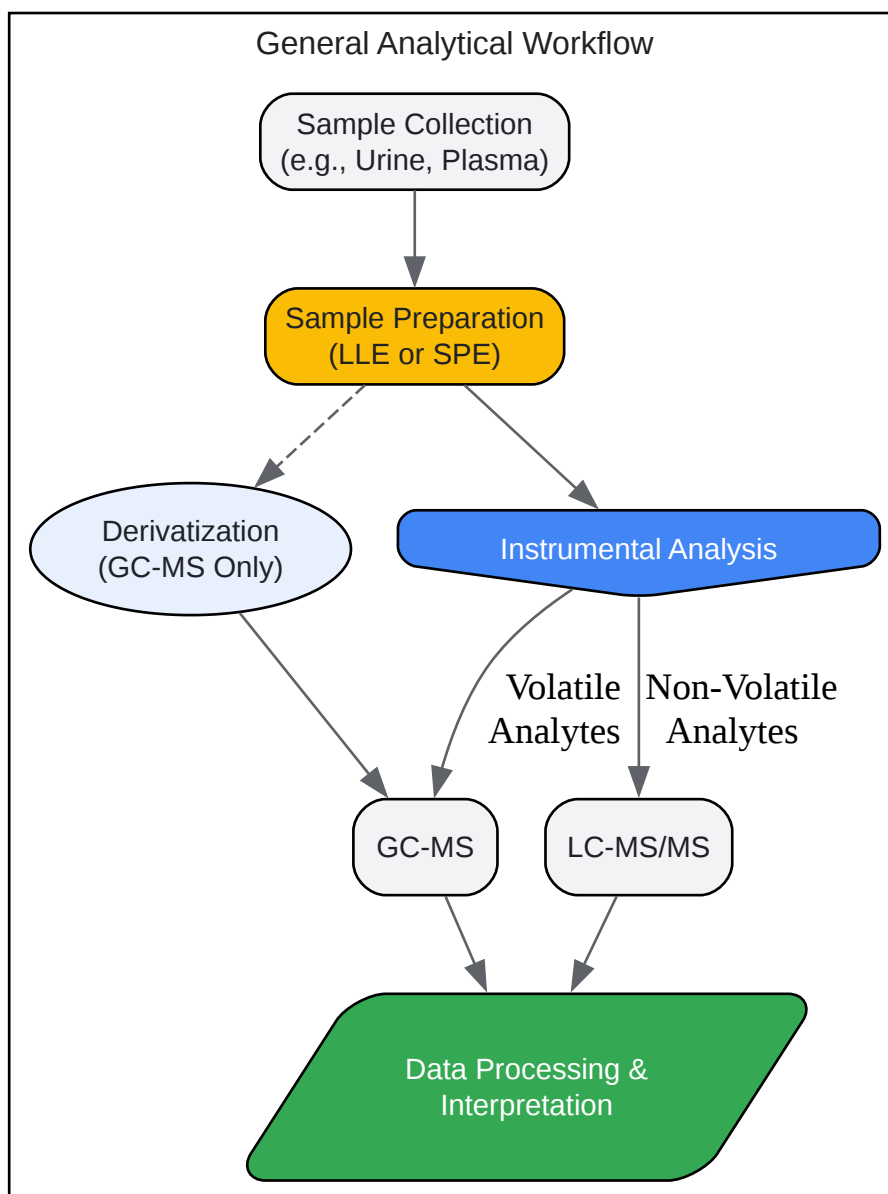 General Analytical Workflow
Sample Collection
(e.g., Urine, Plasma)
Sample Preparation
(LLE or SPE)
Derivatization
(GC-MS Only)
Instrumental Analysis
Volatile
Analytes
Non-Volatile
Analytes
GC-MS
LC-MS/MS
Data Processing &
Interpretation